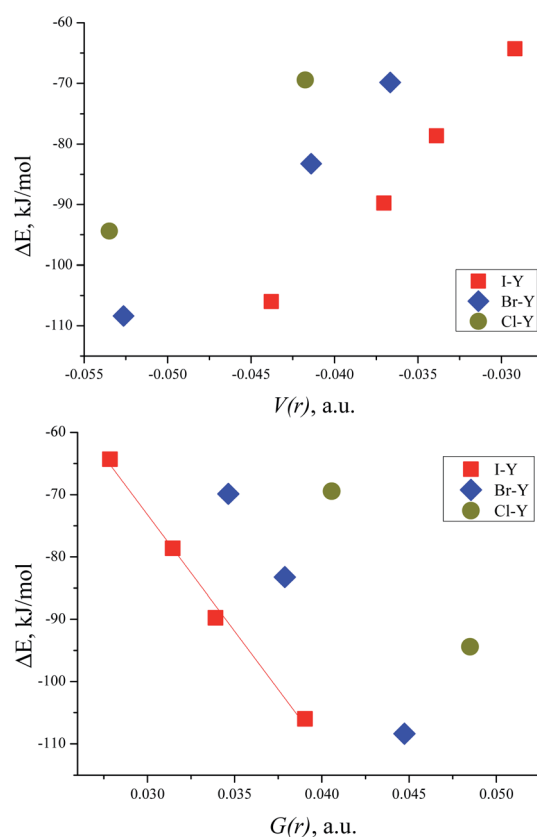 -60
-70
-80
-90
-100
-110
ΔE, kJ/mol
I-Y
Br-Y
Cl-Y
-0.055 -0.050 -0.045 -0.040 -0.035 -0.030
V(r), a.u.
-60
-70
-80
-90
-100
-110
ΔE, kJ/mol
I-Y
Br-Y
Cl-Y
0.030 0.035 0.040 0.045 0.050
G(r), a.u.